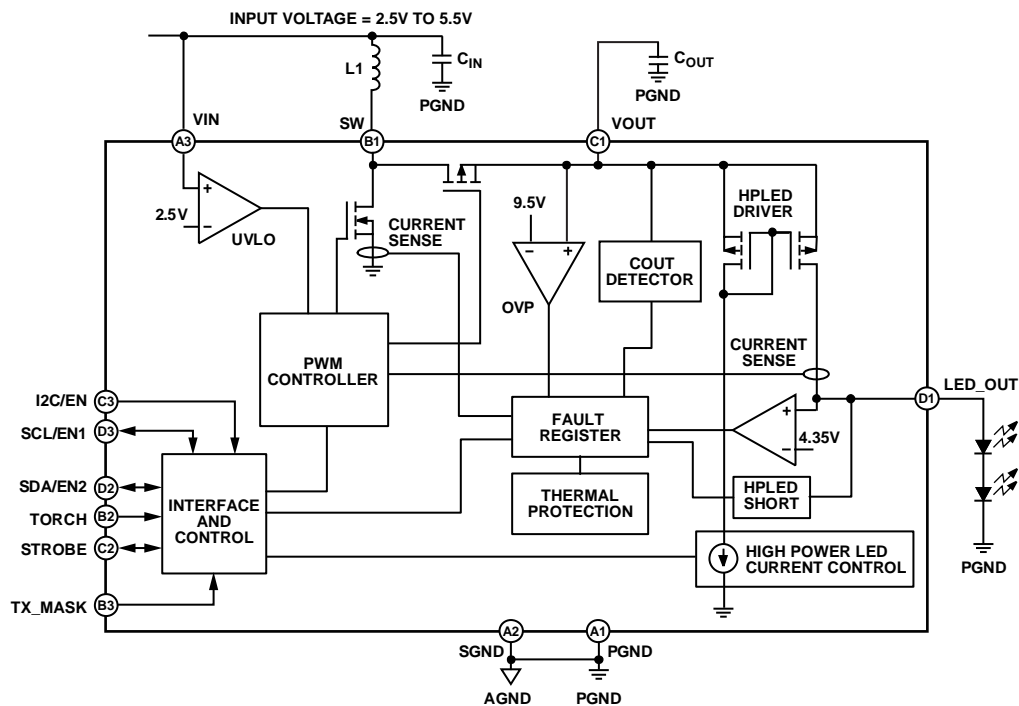 INPUT VOLTAGE = 2.5V TO 5.5V
L1
CIN
PGND
COUT
PGND
VIN
SW
VOUT
A3
B1
C1
2.5V
+
−
UVLO
CURRENT
SENSE
9.5V
−
+
OVP
COUT
DETECTOR
HPLED
DRIVER
PWM
CONTROLLER
CURRENT
SENSE
LED_OUT
D1
I2C/EN
C3
SCL/EN1
D3
SDA/EN2
D2
TORCH
B2
STROBE
C2
TX_MASK
B3
INTERFACE
AND
CONTROL
FAULT
REGISTER
THERMAL
PROTECTION
+
−
4.35V
HPLED
SHORT
HIGH POWER LED
CURRENT CONTROL
PGND
A2
A1
SGND
PGND
AGND
PGND